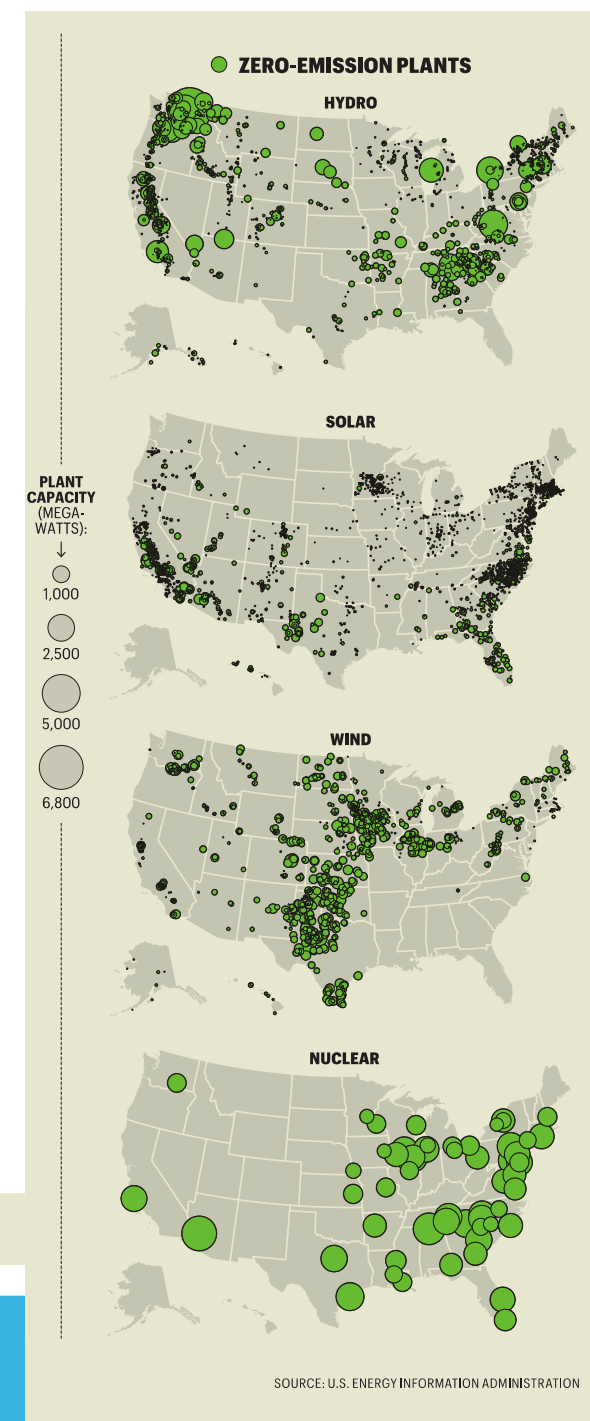 ZERO-EMISSION PLANTS
HYDRO
SOLAR
PLANT
CAPACITY
(MEGA-
WATTS):
1,000
2,500
5,000
6,800
WIND
NUCLEAR
SOURCE: U.S. ENERGY INFORMATION ADMINISTRATION